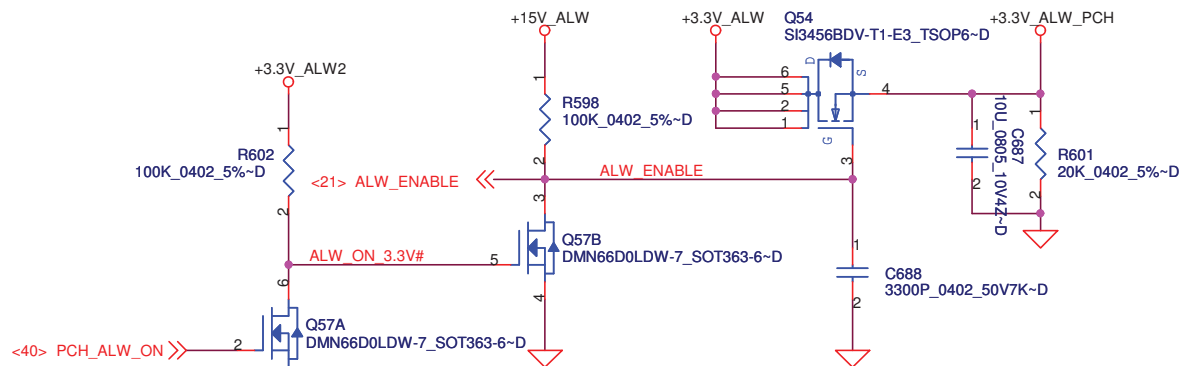 +15V_ALW
+3.3V_ALW
Q54
SI3456BDV-T1-E3_TSOP6~D
+3.3V_ALW_PCH
+3.3V_ALW2
D
S
G
6
5
2
1
4
3
1
R598
100K_0402_5%~D
2
1
R602
100K_0402_5%~D
2
1
C687
10U_0805_10V4Z~D
2
1
R601
20K_0402_5%~D
2
<21> ALW_ENABLE
ALW_ENABLE
3
Q57B
DMN66D0LDW-7_SOT363-6~D
5
4
ALW_ON_3.3V#
1
C688
3300P_0402_50V7K~D
2
6
Q57A
DMN66D0LDW-7_SOT363-6~D
<40> PCH_ALW_ON
2